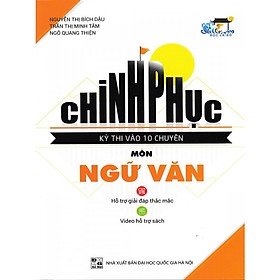 NGUYỄN THỊ BÍCH DẬU
TRẦN THỊ MINH TÂM
NGÔ QUANG THIỆN
CHINH PHỤC
KỲ THI VÀO 10 CHUYÊN
MÔN
NGỮ VĂN
Hỗ trợ giải đáp thắc mắc
Video hỗ trợ sách
NHÀ XUẤT BẢN ĐẠI HỌC QUỐC GIA HÀ NỘI